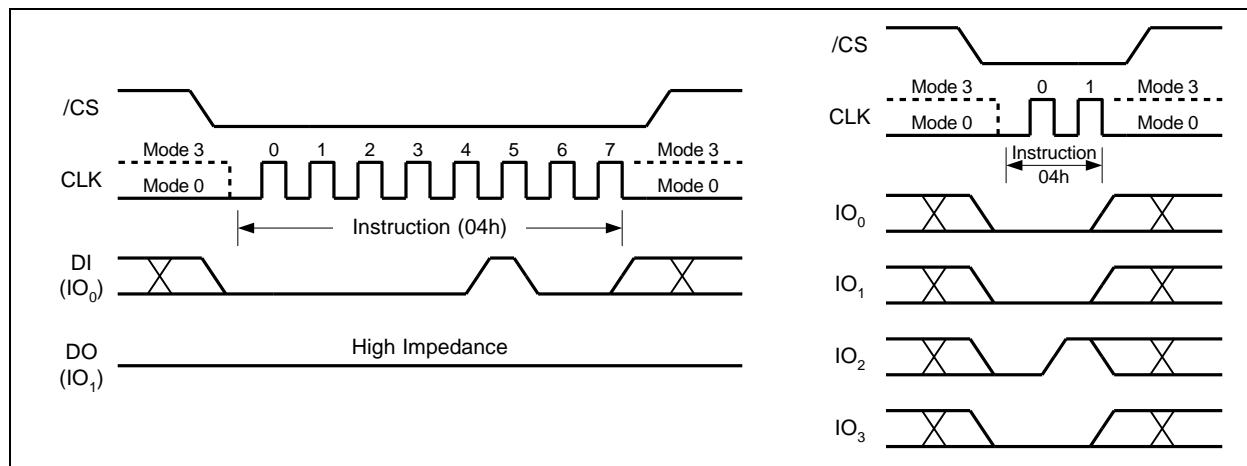 /CS
Mode 3 0 1 2 3 4 5 6 7 Mode 3
CLK
Mode 0 Mode 0
Instruction (04h)
DI
(IO0)
High Impedance
DO
(IO1)
/CS
Mode 3 0 1 Mode 3
CLK
Mode 0 Mode 0
Instruction
04h
IO0
IO1
IO2
IO3